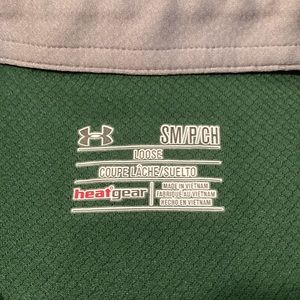 SM/P/CH
LOOSE
COUPE LÂCHE/SUELTO
heatgear
MADE IN VIETNAM
FABRIQUÉ AU VIETNAM
HECHO EN VIETNAM